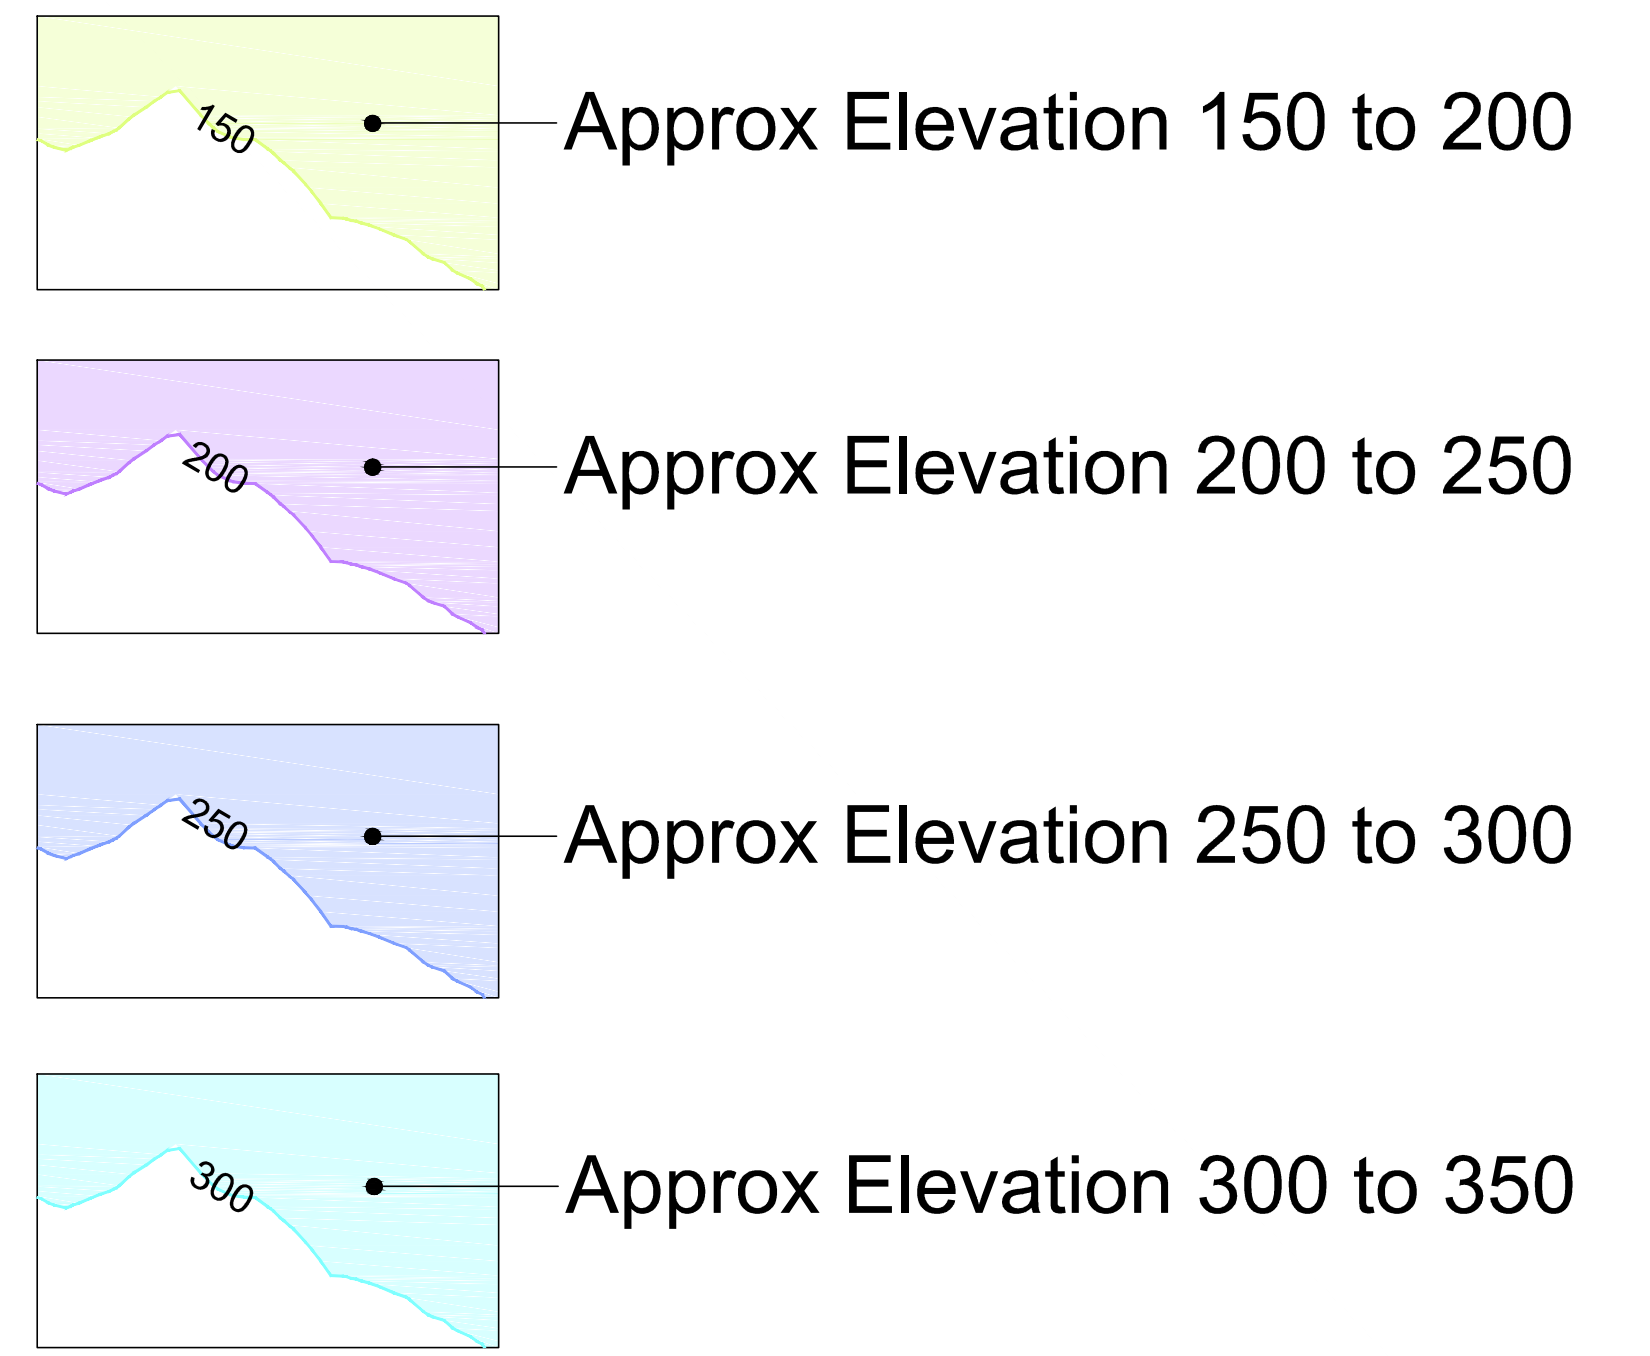 150
Approx Elevation 150 to 200
200
Approx Elevation 200 to 250
250
Approx Elevation 250 to 300
300
Approx Elevation 300 to 350